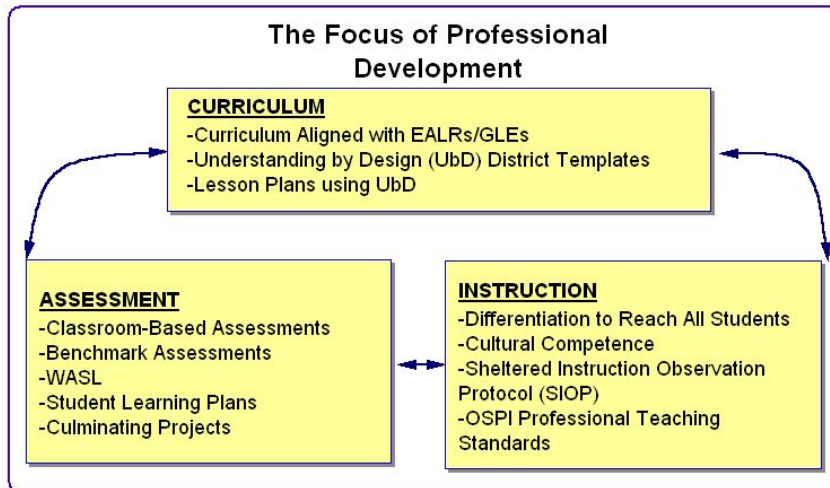 The Focus of Professional
Development
CURRICULUM
-Curriculum Aligned with EALRs/GLEs
-Understanding by Design (UbD) District Templates
-Lesson Plans using UbD
ASSESSMENT
-Classroom-Based Assessments
-Benchmark Assessments
-WASL
-Student Learning Plans
-Culminating Projects
INSTRUCTION
-Differentiation to Reach All Students
-Cultural Competence
-Sheltered Instruction Observation
Protocol (SIOP)
-OSPI Professional Teaching
Standards